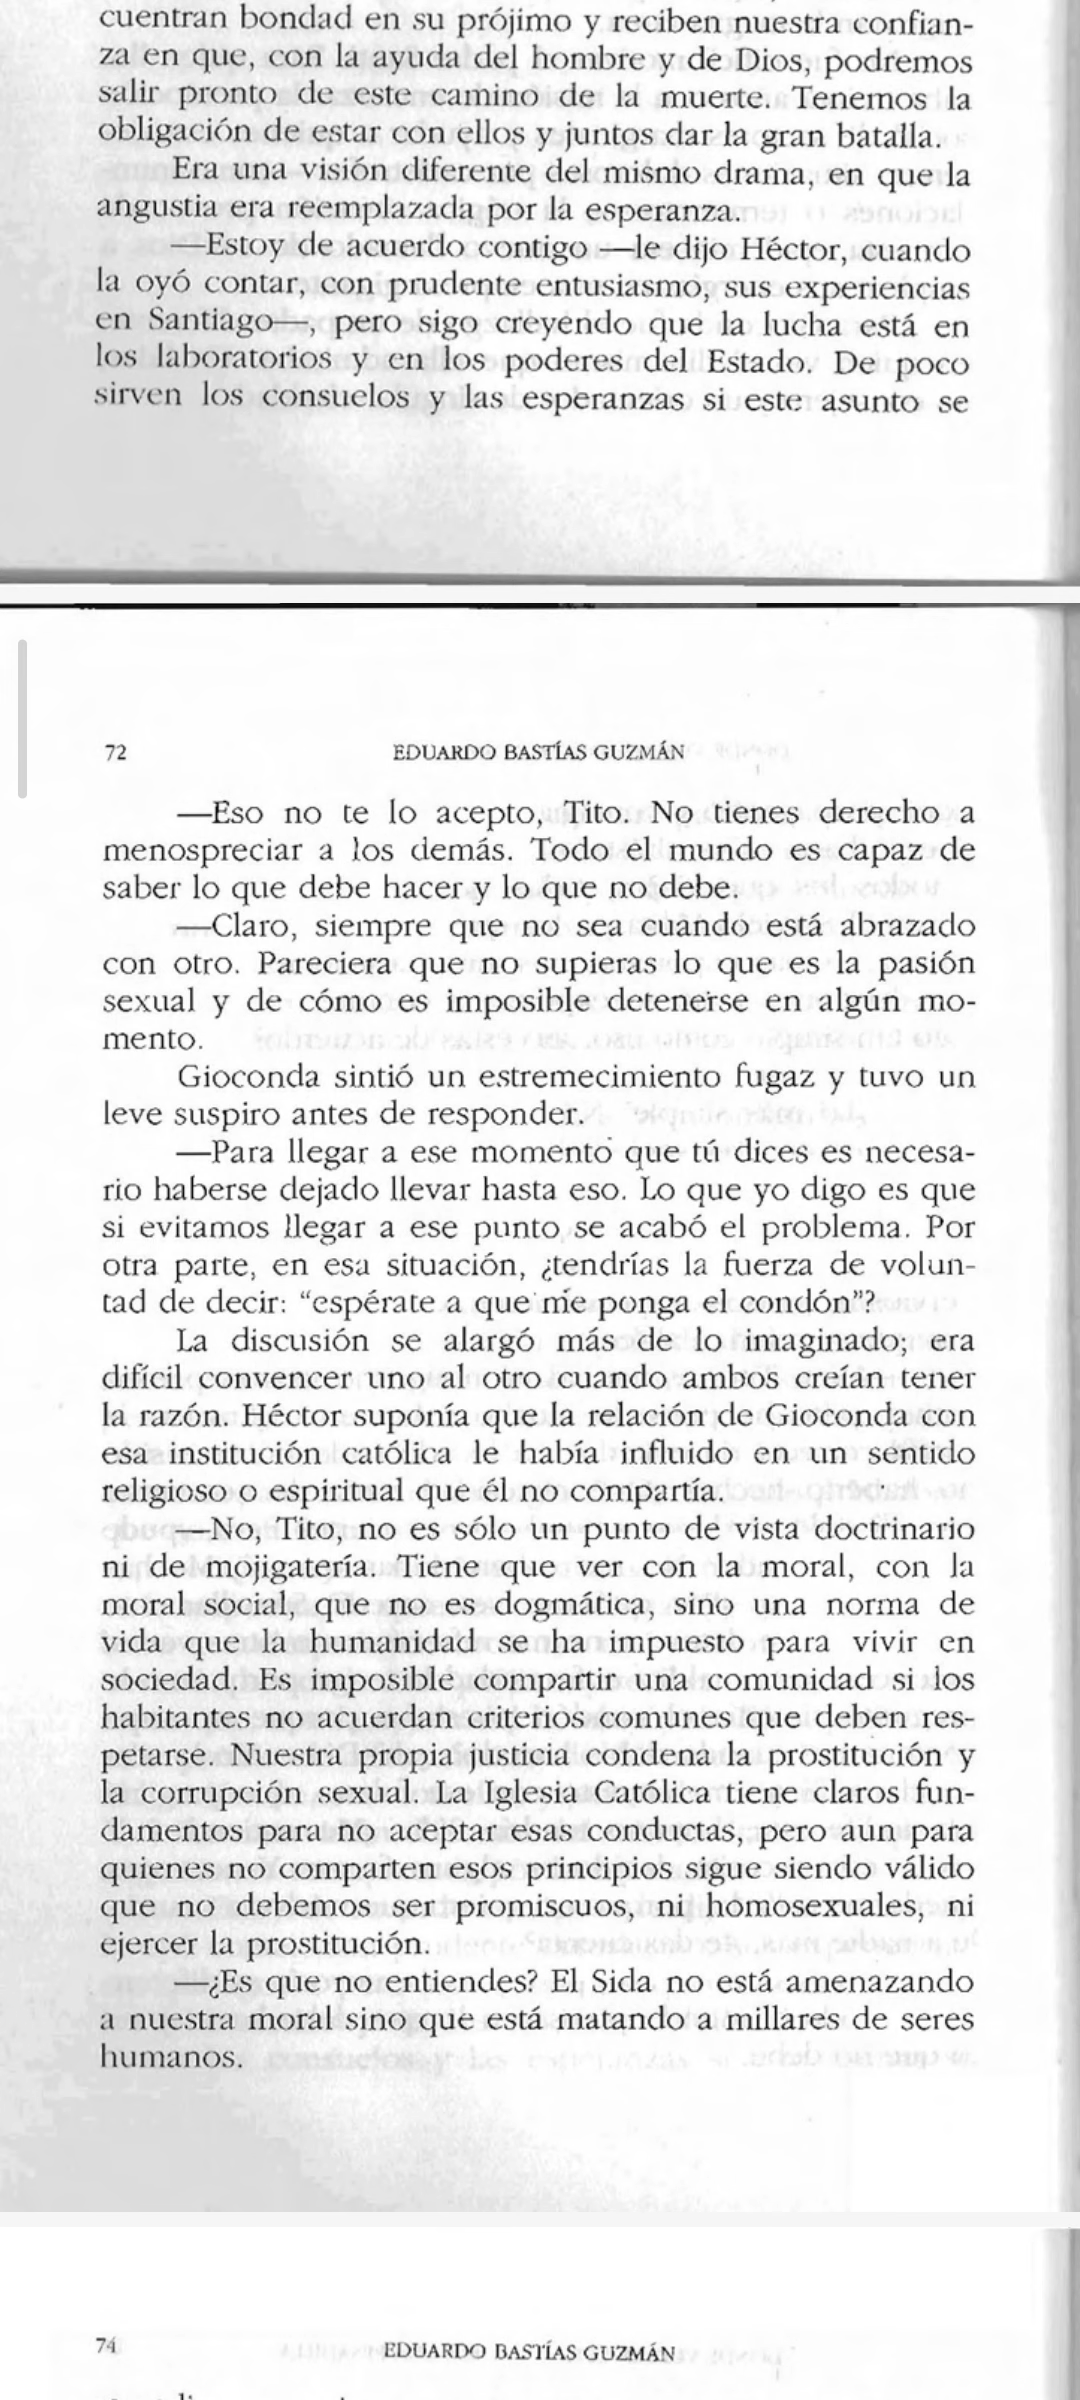 cuentran bondad en su prójimo y reciben nuestra confian-
za en que, con la ayuda del hombre y de Dios, podremos
salir pronto de este camino de la muerte. Tenemos la
obligación de estar con ellos y juntos dar la gran batalla.
Era una visión diferente del mismo drama, en que la
angustia era reemplazada por la esperanza.
—Estoy de acuerdo contigo —le dijo Héctor, cuando
la oyó contar, con prudente entusiasmo, sus experiencias
en Santiago—, pero sigo creyendo que la lucha está en
los laboratorios y en los poderes del Estado. De poco
sirven los consuelos y las esperanzas si este asunto se
72 EDUARDO BASTÍAS GUZMÁN
—Eso no te lo acepto, Tito. No tienes derecho a
menospreciar a los demás. Todo el mundo es capaz de
saber lo que debe hacer y lo que no debe.
—Claro, siempre que no sea cuando está abrazado
con otro. Pareciera que no supieras lo que es la pasión
sexual y de cómo es imposible detenerse en algún mo-
mento.
Gioconda sintió un estremecimiento fugaz y tuvo un
leve suspiro antes de responder.
—Para llegar a ese momento que tú dices es necesa-
rio haberse dejado llevar hasta eso. Lo que yo digo es que
si evitamos llegar a ese punto se acabó el problema. Por
otra parte, en esa situación, ¿tendrías la fuerza de volun-
tad de decir: “espérate a que me ponga el condón”?
La discusión se alargó más de lo imaginado; era
difícil convencer uno al otro cuando ambos creían tener
la razón. Héctor suponía que la relación de Gioconda con
esa institución católica le había influido en un sentido
religioso o espiritual que él no compartía.
—No, Tito, no es sólo un punto de vista doctrinario
ni de mojigatería. Tiene que ver con la moral, con la
moral social, que no es dogmática, sino una norma de
vida que la humanidad se ha impuesto para vivir en
sociedad. Es imposible compartir una comunidad si los
habitantes no acuerdan criterios comunes que deben res-
petarse. Nuestra propia justicia condena la prostitución y
la corrupción sexual. La Iglesia Católica tiene claros fun-
damentos para no aceptar esas conductas, pero aun para
quienes no comparten esos principios sigue siendo válido
que no debemos ser promiscuos, ni homosexuales, ni
ejercer la prostitución.
—¿Es que no entiendes? El Sida no está amenazando
a nuestra moral sino que está matando a millares de seres
humanos.
74 EDUARDO BASTÍAS GUZMÁN